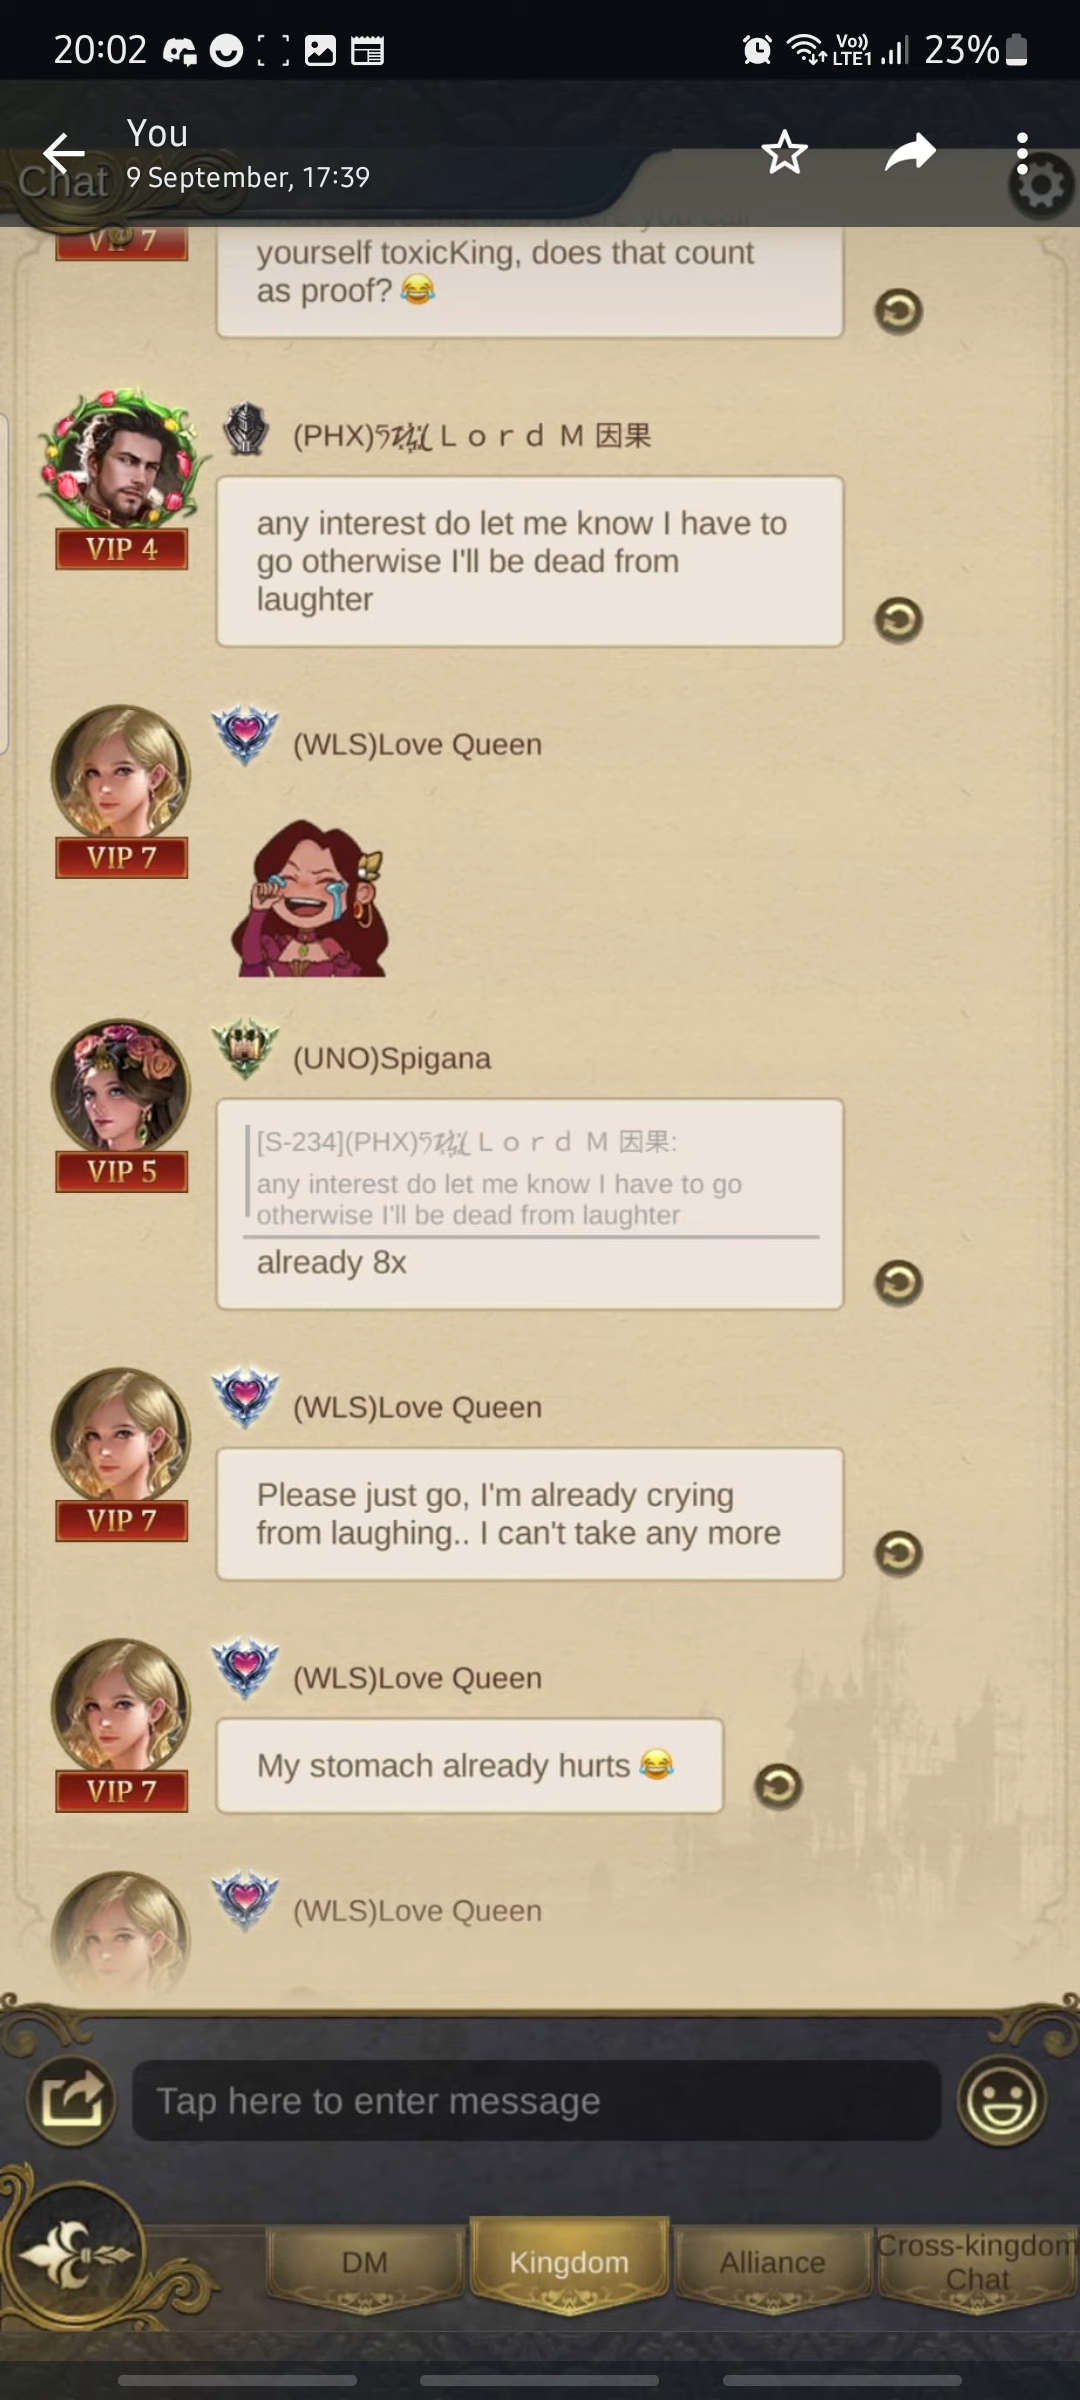 20:02
Vo))
LTE1
23%
You
9 September, 17:39
Chat
VIP 7
yourself toxicKing, does that count
as proof? 😂
(PHX) Lord M 因果
VIP 4
any interest do let me know I have to
go otherwise I'll be dead from
laughter
(WLS)Love Queen
VIP 7
(UNO)Spigana
VIP 5
[S-234](PHX) Lord M 因果:
any interest do let me know I have to go
otherwise I'll be dead from laughter
already 8x
(WLS)Love Queen
VIP 7
Please just go, I'm already crying
from laughing.. I can't take any more
(WLS)Love Queen
VIP 7
My stomach already hurts 😂
(WLS)Love Queen
Tap here to enter message
DM
Kingdom
Alliance
Cross-kingdom
Chat